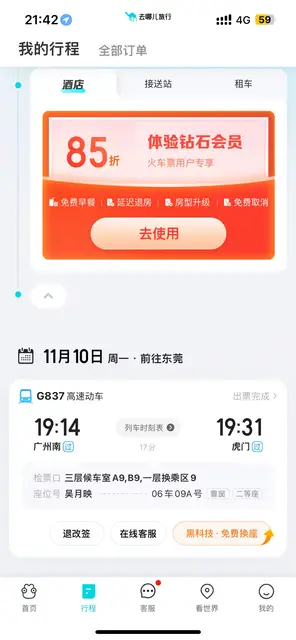 21:42 去哪儿旅行 4G 59
我的行程 全部订单
酒店 接送站 租车
85折 体验钻石会员
火车票用户专享
免费早餐 延迟退房 房型升级 免费取消
去使用
11月10日 周一 · 前往东莞
G837 高速动车 出票完成
19:14 列车时刻表 19:31
广州南 过 17分 虎门 过
检票口 三层候车室A9,B9,一层换乘区9
座位号 吴月映 06车09A号 靠窗 二等座
退改签 在线客服 黑科技 · 免费换座
首页 行程 客服 看世界 我的